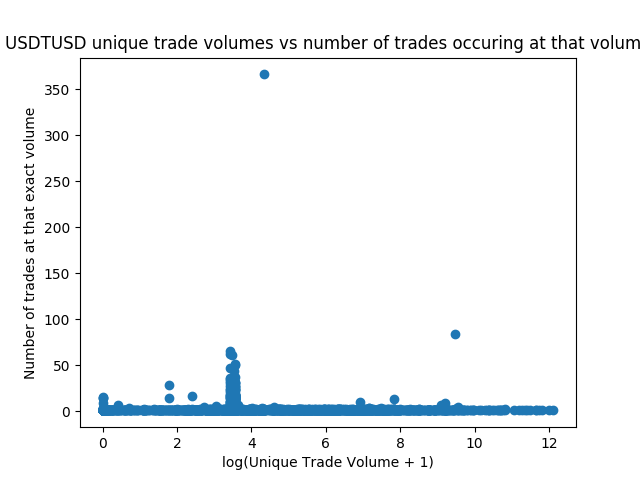 USDTUSD unique trade volumes vs number of trades occuring at that volum
350
300
250
200
150
100
50
0
Number of trades at that exact volume
0 2 4 6 8 10 12
log(Unique Trade Volume + 1)